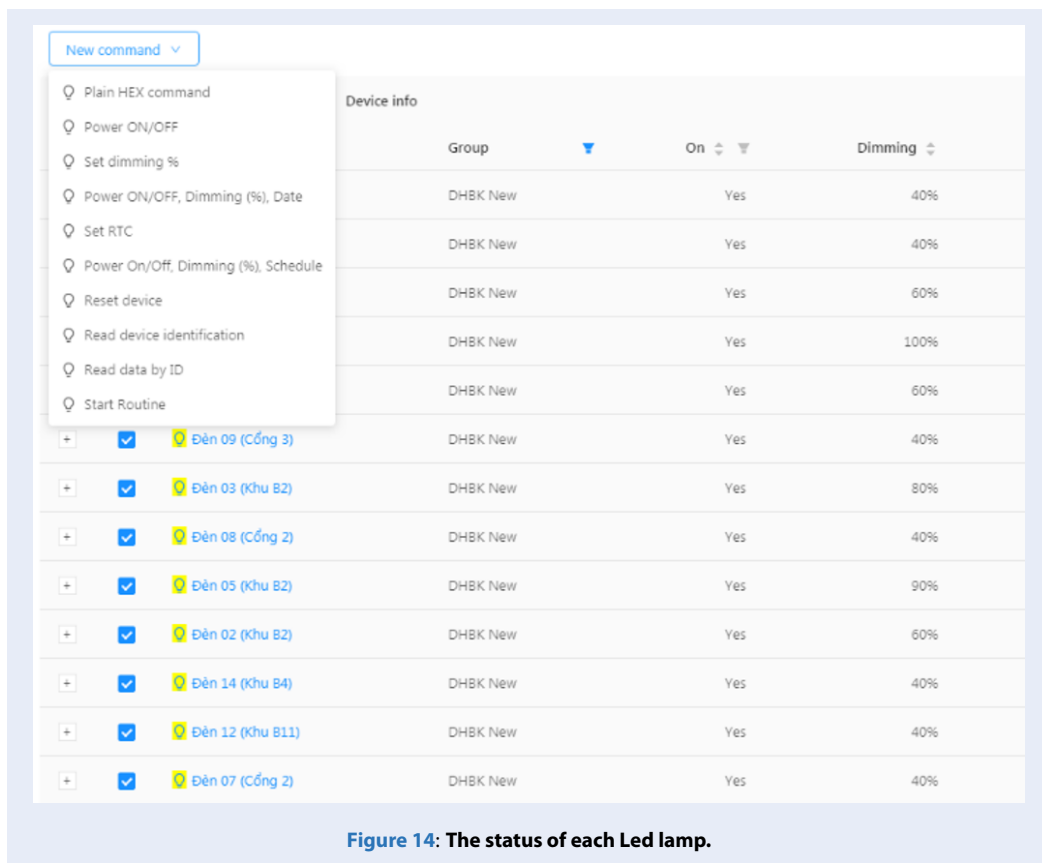 New command
Plain HEX command
Power ON/OFF
Set dimming %
Power ON/OFF, Dimming (%), Date
Set RTC
Power On/Off, Dimming (%), Schedule
Reset device
Read device identification
Read data by ID
Start Routine
Device info
Group On Dimming
DHBK New Yes 40%
DHBK New Yes 40%
DHBK New Yes 60%
DHBK New Yes 100%
DHBK New Yes 60%
+ Đèn 09 (Cổng 3) DHBK New Yes 40%
+ Đèn 03 (Khu B2) DHBK New Yes 80%
+ Đèn 08 (Cổng 2) DHBK New Yes 40%
+ Đèn 05 (Khu B2) DHBK New Yes 90%
+ Đèn 02 (Khu B2) DHBK New Yes 60%
+ Đèn 14 (Khu B4) DHBK New Yes 40%
+ Đèn 12 (Khu B11) DHBK New Yes 40%
+ Đèn 07 (Cổng 2) DHBK New Yes 40%
Figure 14: The status of each Led lamp.